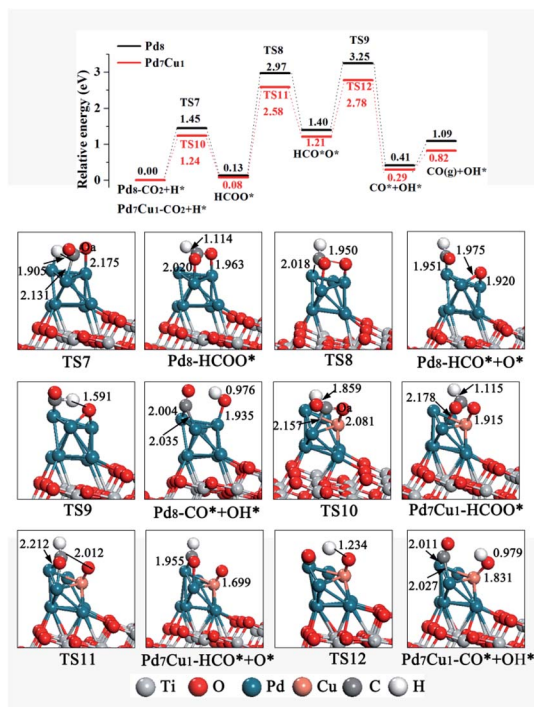 Pd8
Pd7Cu1
Relative energy (eV)
3
2
1
0
0.00
Pd8-CO2+H*
Pd7Cu1-CO2+H*
TS7
1.45
TS10
1.24
0.13
0.08
HCOO*
TS8
2.97
TS11
2.58
1.40
1.21
HCO*O*
TS9
3.25
TS12
2.78
0.41
0.29
CO*+OH*
1.09
0.82
CO(g)+OH*
1.905 2.131 Oa 2.175
TS7
1.114 2.020 1.963
Pd8-HCOO*
2.018 1.950
TS8
1.951 1.975 1.920
Pd8-HCO*+O*
1.591
TS9
2.004 2.035 0.976 1.935
Pd8-CO*+OH*
1.859 Oa 2.157 2.081
TS10
2.178 1.115 1.915
Pd7Cu1-HCOO*
2.212 2.012
TS11
1.955 1.699
Pd7Cu1-HCO*+O*
1.234
TS12
2.011 2.027 0.979 1.831
Pd7Cu1-CO*+OH*
Ti O Pd Cu C H